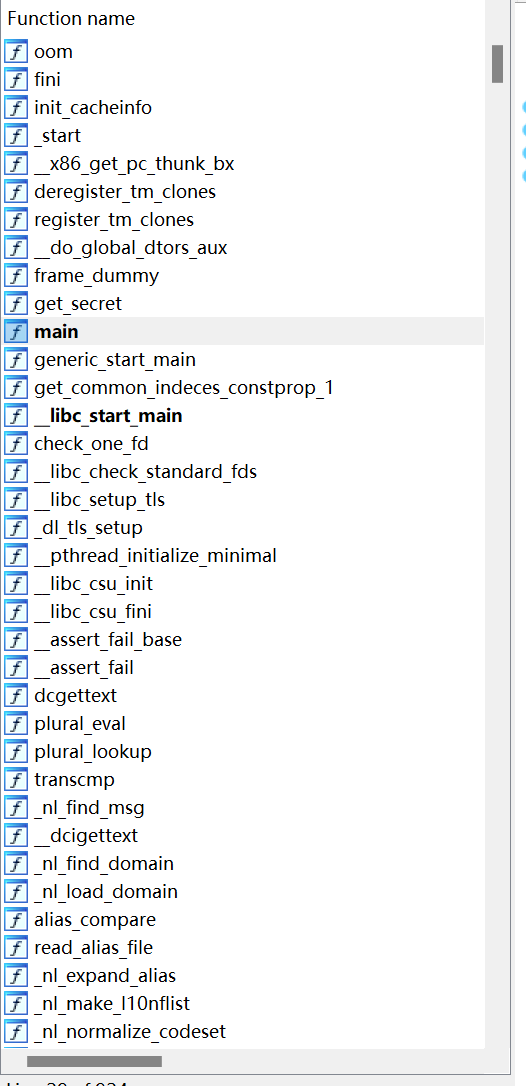 Function name
oom
fini
init_cacheinfo
_start
__x86_get_pc_thunk_bx
deregister_tm_clones
register_tm_clones
__do_global_dtors_aux
frame_dummy
get_secret
main
generic_start_main
get_common_indeces_constprop_1
__libc_start_main
check_one_fd
__libc_check_standard_fds
__libc_setup_tls
_dl_tls_setup
__pthread_initialize_minimal
__libc_csu_init
__libc_csu_fini
__assert_fail_base
__assert_fail
dcgettext
plural_eval
plural_lookup
transcmp
_nl_find_msg
__dcigettext
_nl_find_domain
_nl_load_domain
alias_compare
read_alias_file
_nl_expand_alias
_nl_make_l10nflist
_nl_normalize_codeset